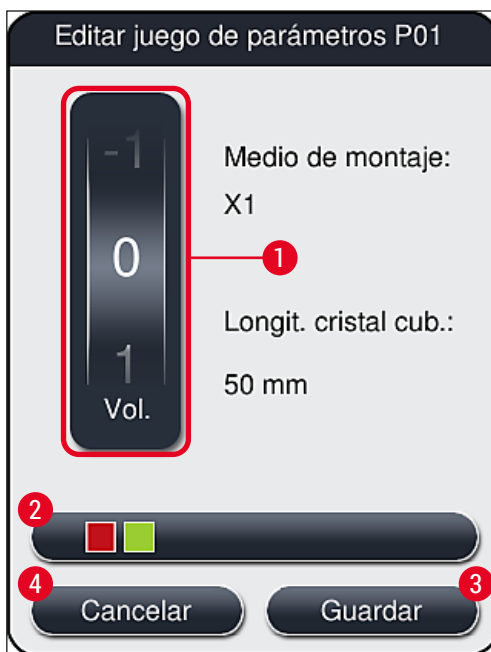 Editar juego de parámetros P01
-1
0
1
Vol.
1
Medio de montaje:
X1
Longit. cristal cub.:
50 mm
2
4
Cancelar
Guardar
3